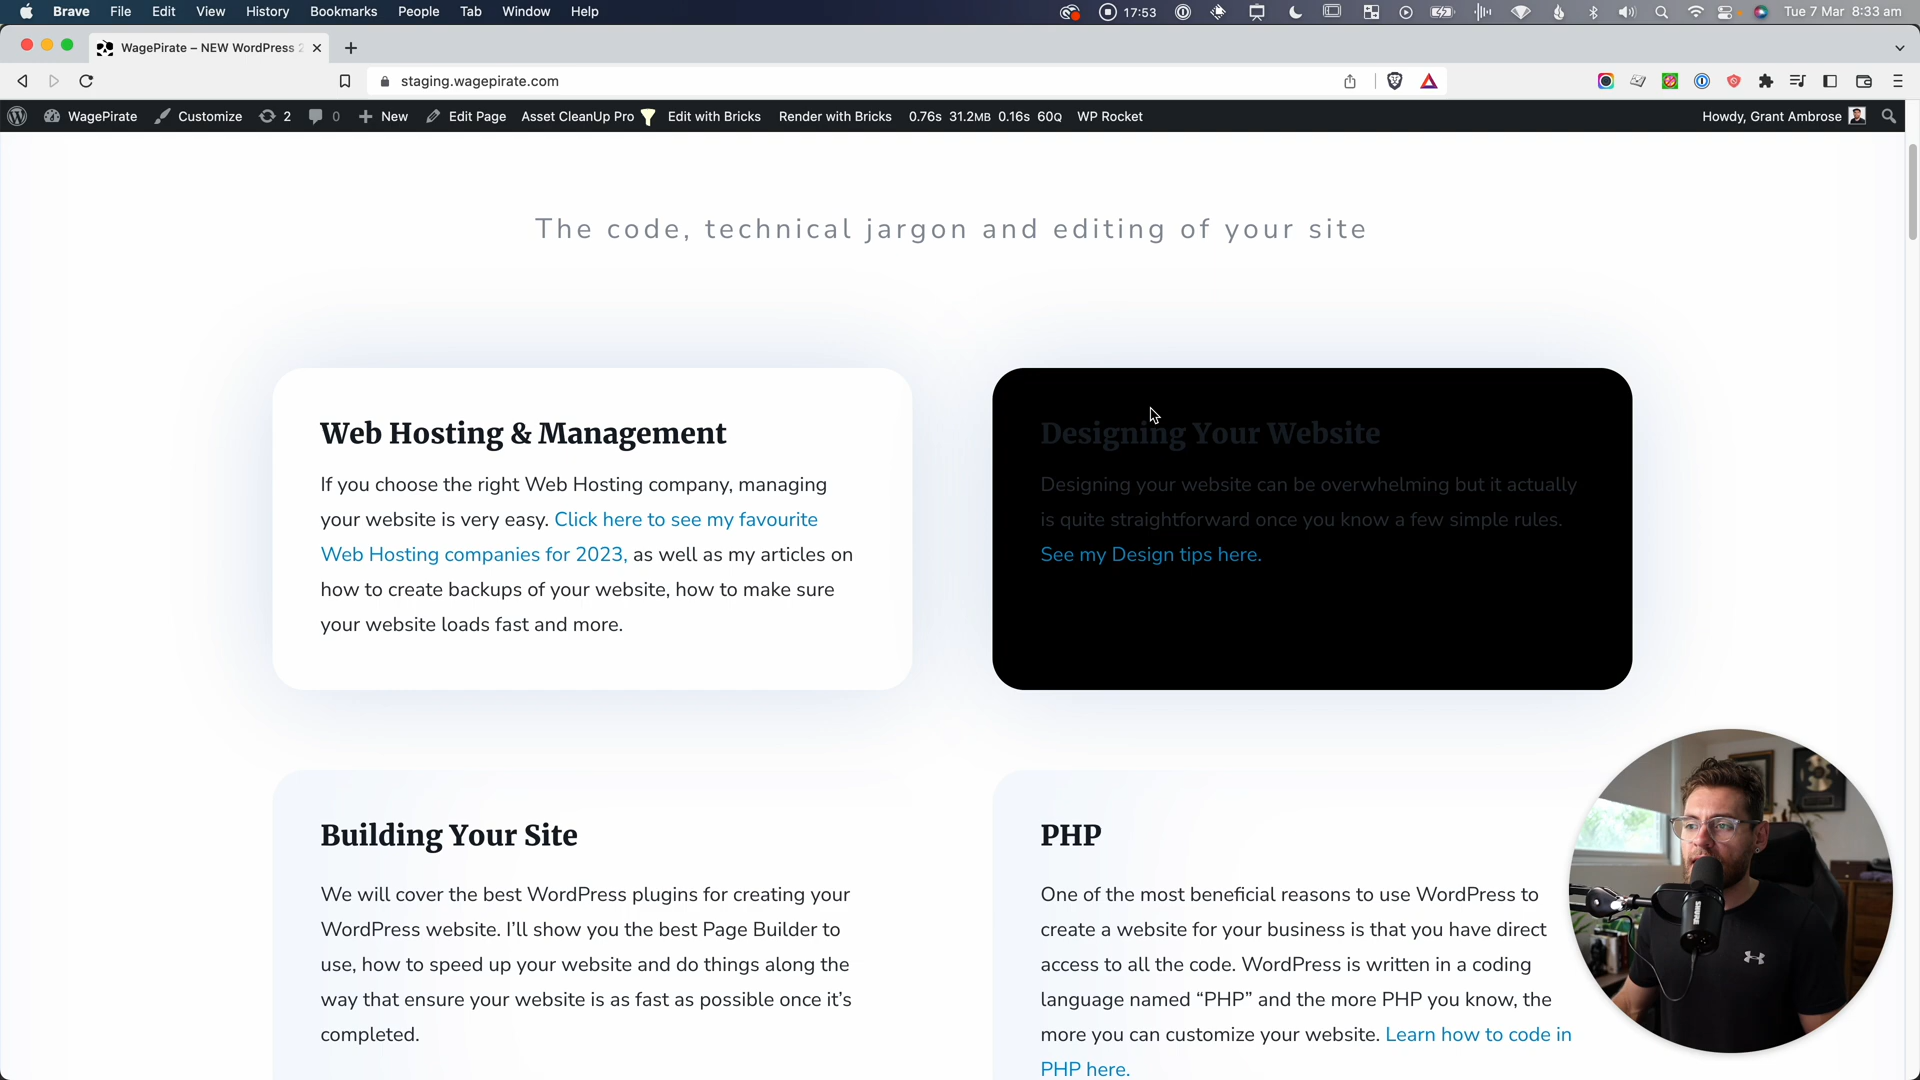 Brave File Edit View History Bookmarks People Tab Window Help 17:53 Tue 7 Mar 8:33 am
WagePirate – NEW WordPress 2
staging.wagepirate.com
WagePirate Customize 2 0 New Edit Page Asset CleanUp Pro Edit with Bricks Render with Bricks 0.76s 31.2MB 0.16s 60Q WP Rocket Howdy, Grant Ambrose
The code, technical jargon and editing of your site
Web Hosting & Management
If you choose the right Web Hosting company, managing
your website is very easy. Click here to see my favourite
Web Hosting companies for 2023, as well as my articles on
how to create backups of your website, how to make sure
your website loads fast and more.
Designing Your Website
Designing your website can be overwhelming but it actually
is quite straightforward once you know a few simple rules.
See my Design tips here.
Building Your Site
We will cover the best WordPress plugins for creating your
WordPress website. I’ll show you the best Page Builder to
use, how to speed up your website and do things along the
way that ensure your website is as fast as possible once it’s
completed.
PHP
One of the most beneficial reasons to use WordPress to
create a website for your business is that you have direct
access to all the code. WordPress is written in a coding
language named “PHP” and the more PHP you know, the
more you can customize your website. Learn how to code in
PHP here.
SHURE